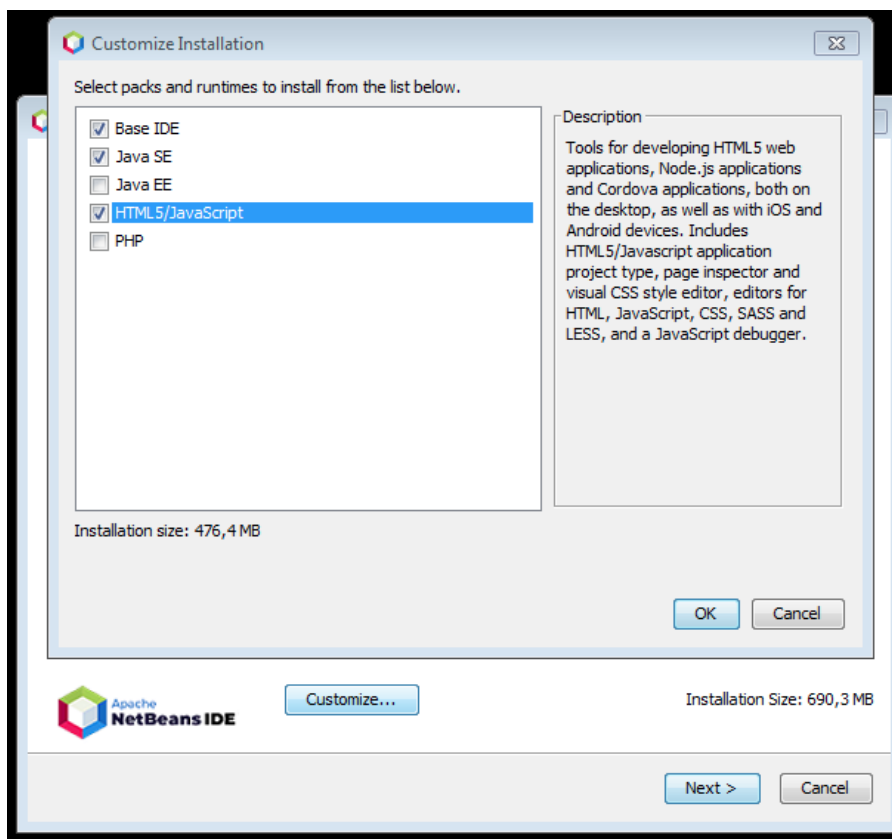 Customize Installation
Select packs and runtimes to install from the list below.
Base IDE
Java SE
Java EE
HTML5/JavaScript
PHP
Description
Tools for developing HTML5 web
applications, Node.js applications
and Cordova applications, both on
the desktop, as well as with iOS and
Android devices. Includes
HTML5/Javascript application
project type, page inspector and
visual CSS style editor, editors for
HTML, JavaScript, CSS, SASS and
LESS, and a JavaScript debugger.
Installation size: 476,4 MB
OK
Cancel
Apache
NetBeans IDE
Customize...
Installation Size: 690,3 MB
Next >
Cancel